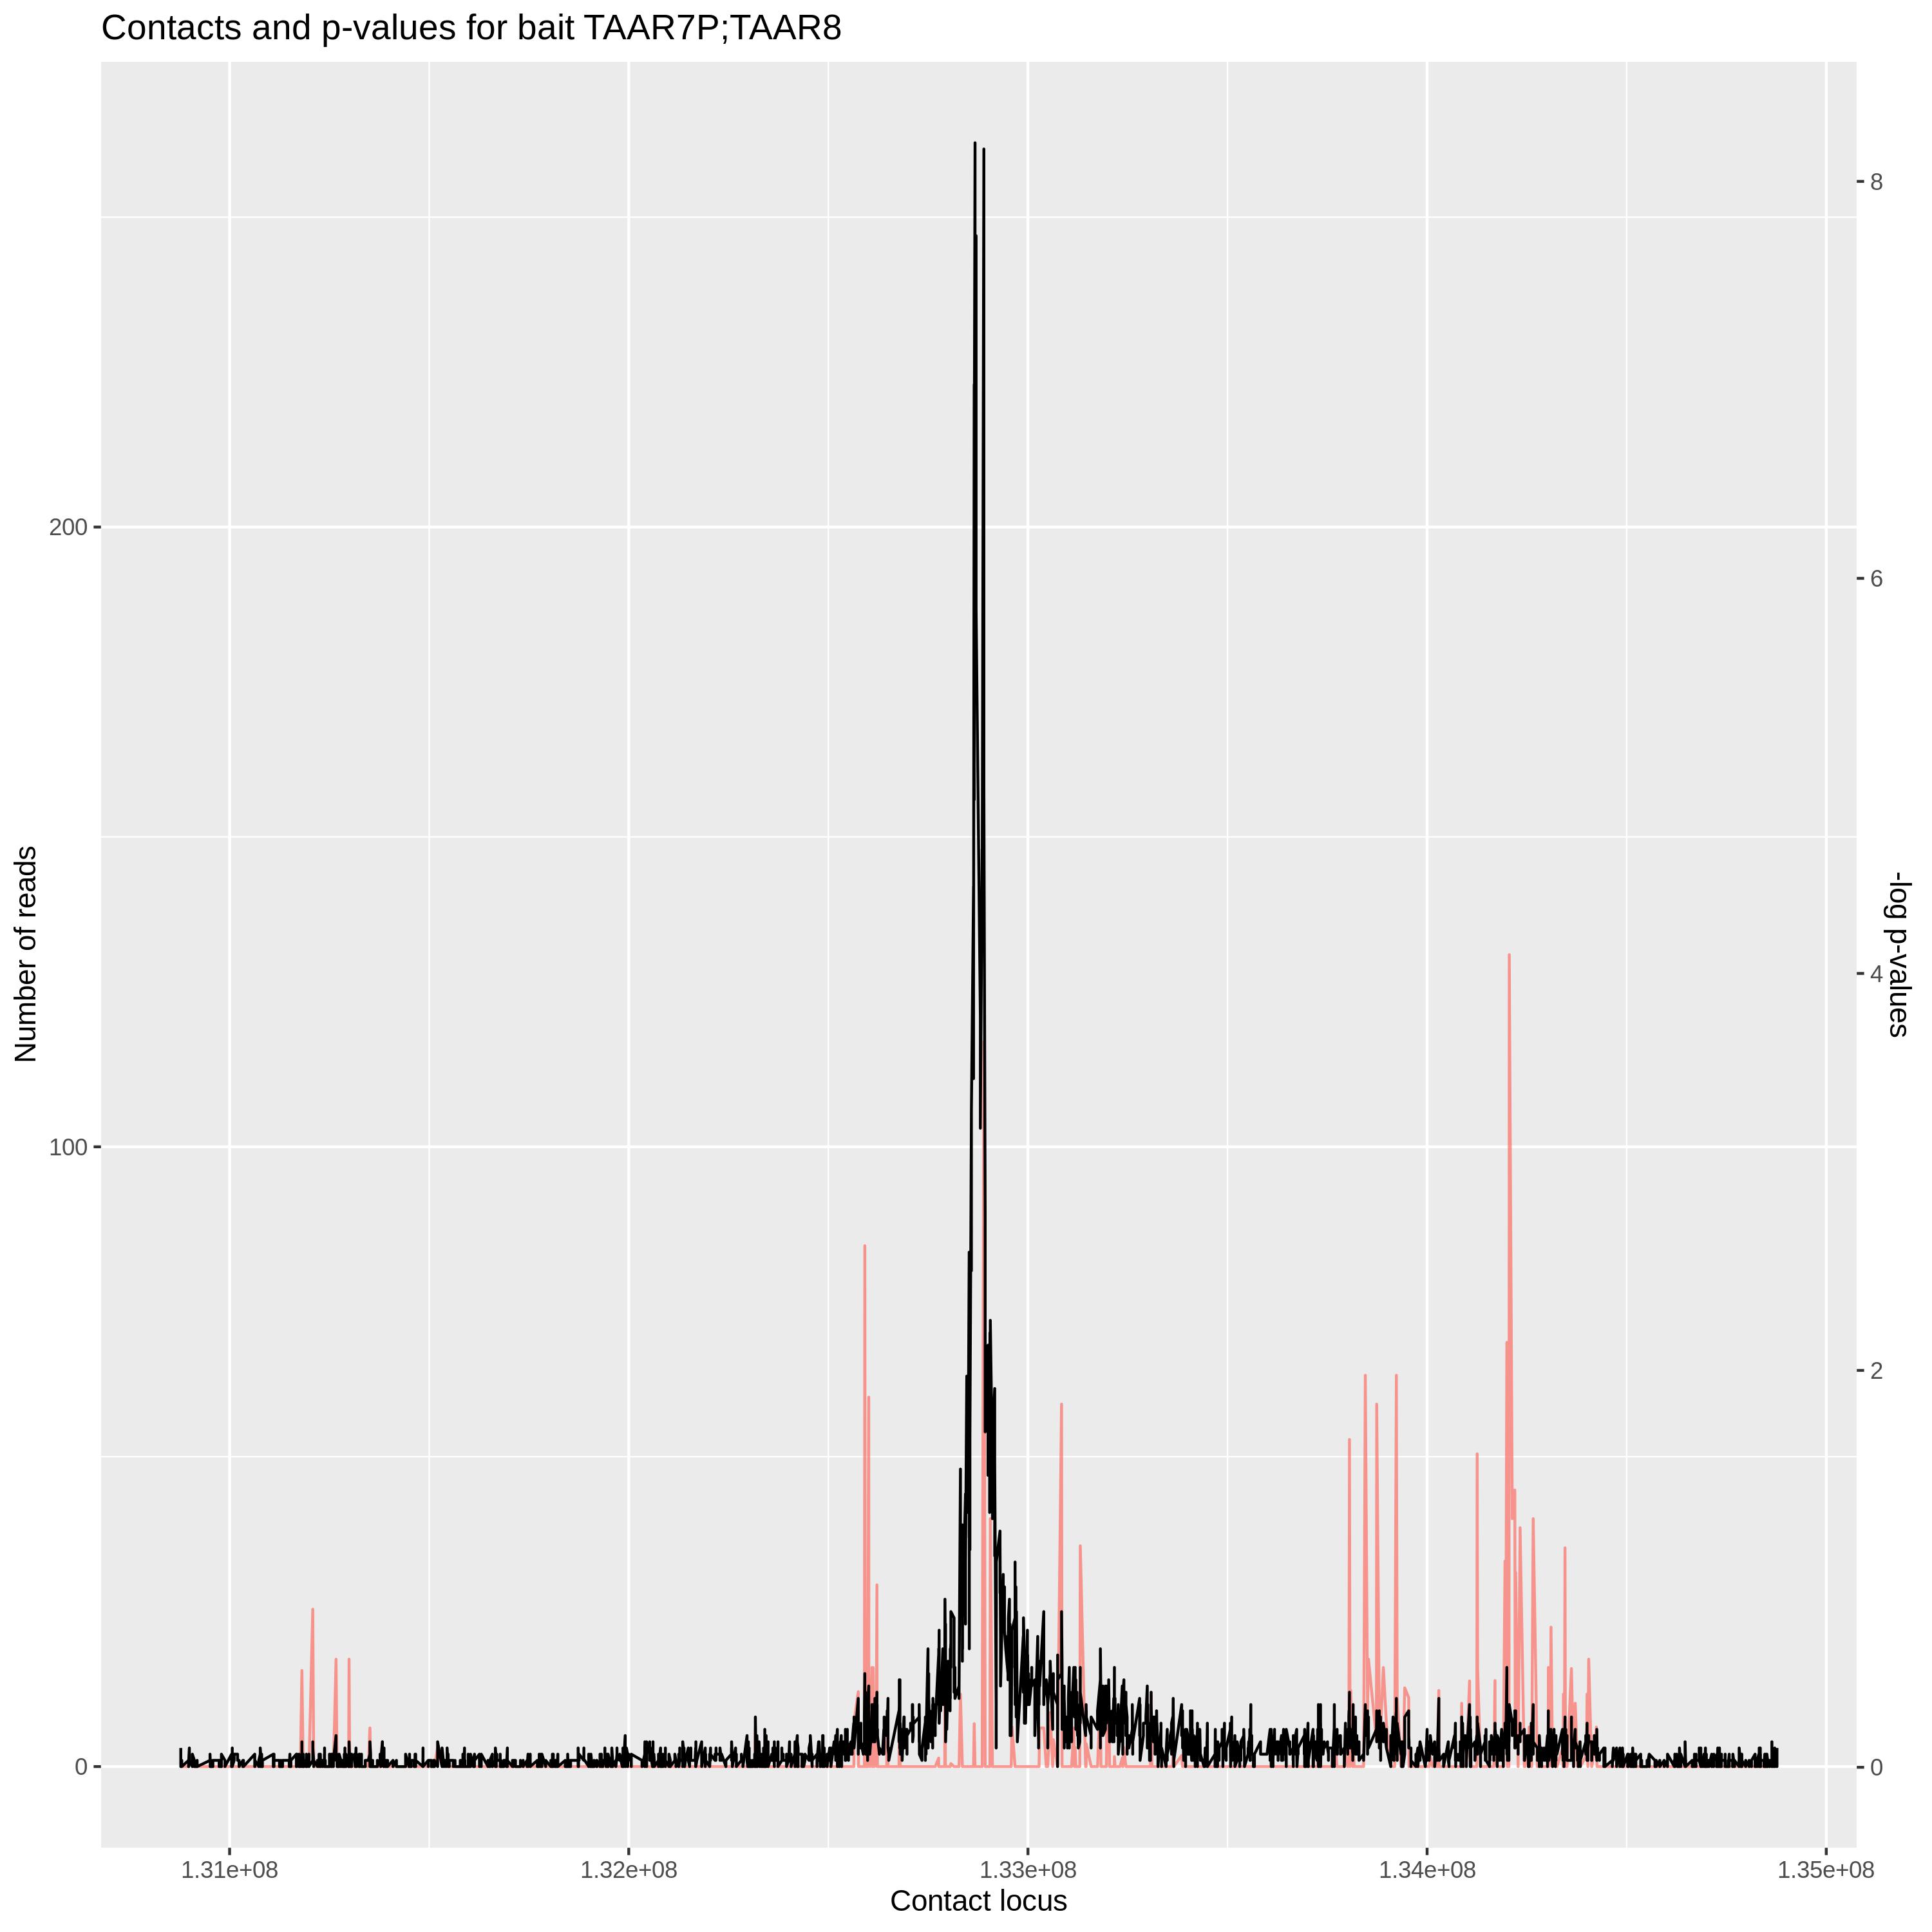 Contacts and p-values for bait TAAR7P;TAAR8
Number of reads
200
100
0
8
6
4
2
0
-log p-values
1.31e+08
1.32e+08
1.33e+08
1.34e+08
1.35e+08
Contact locus